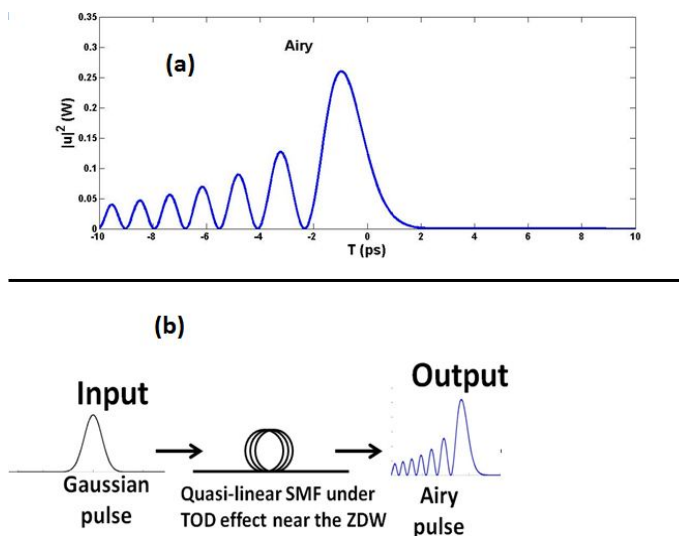 0.35
0.3
0.25
0.2
0.15
0.1
0.05
0
|u|² (W)
(a)
Airy
-10 -8 -6 -4 -2 0 2 4 6 8 10
T (ps)
(b)
Input
Output
Gaussian
pulse
Quasi-linear SMF under
TOD effect near the ZDW
Airy
pulse